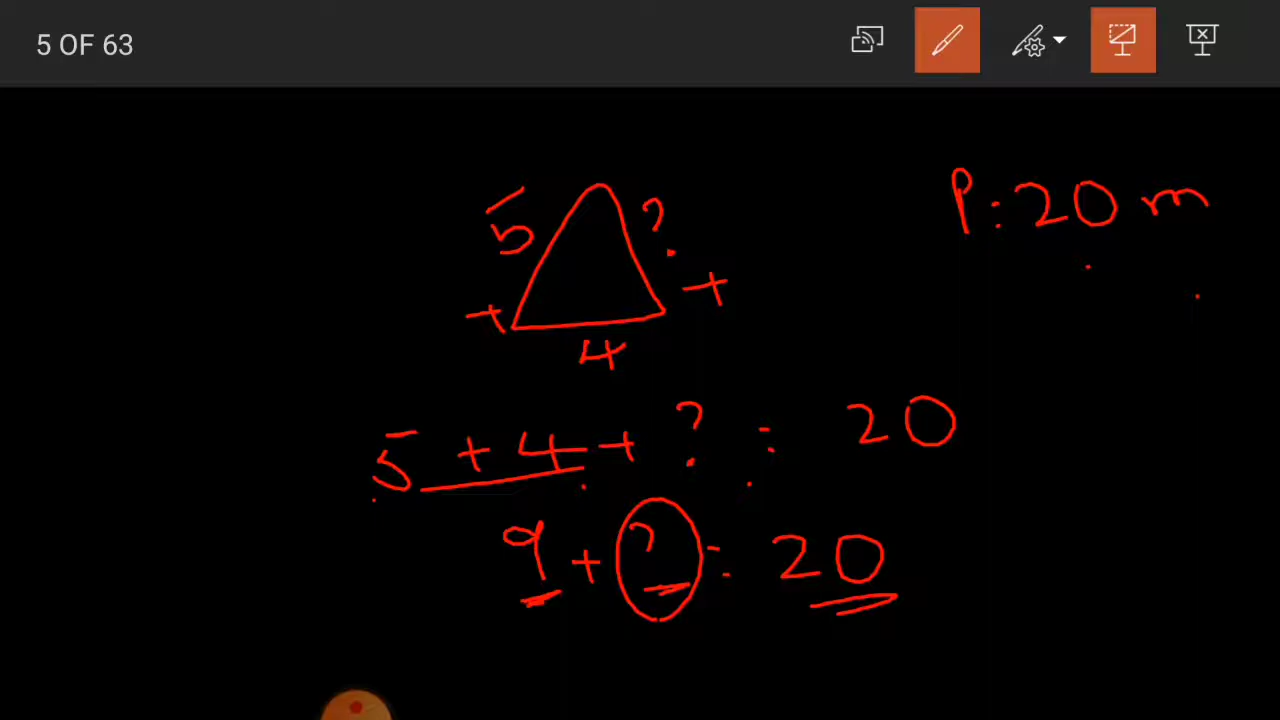 5 OF 63
P: 20 m
5 ?
+ +
4
5 + 4 + ? = 20
9 + ? = 20